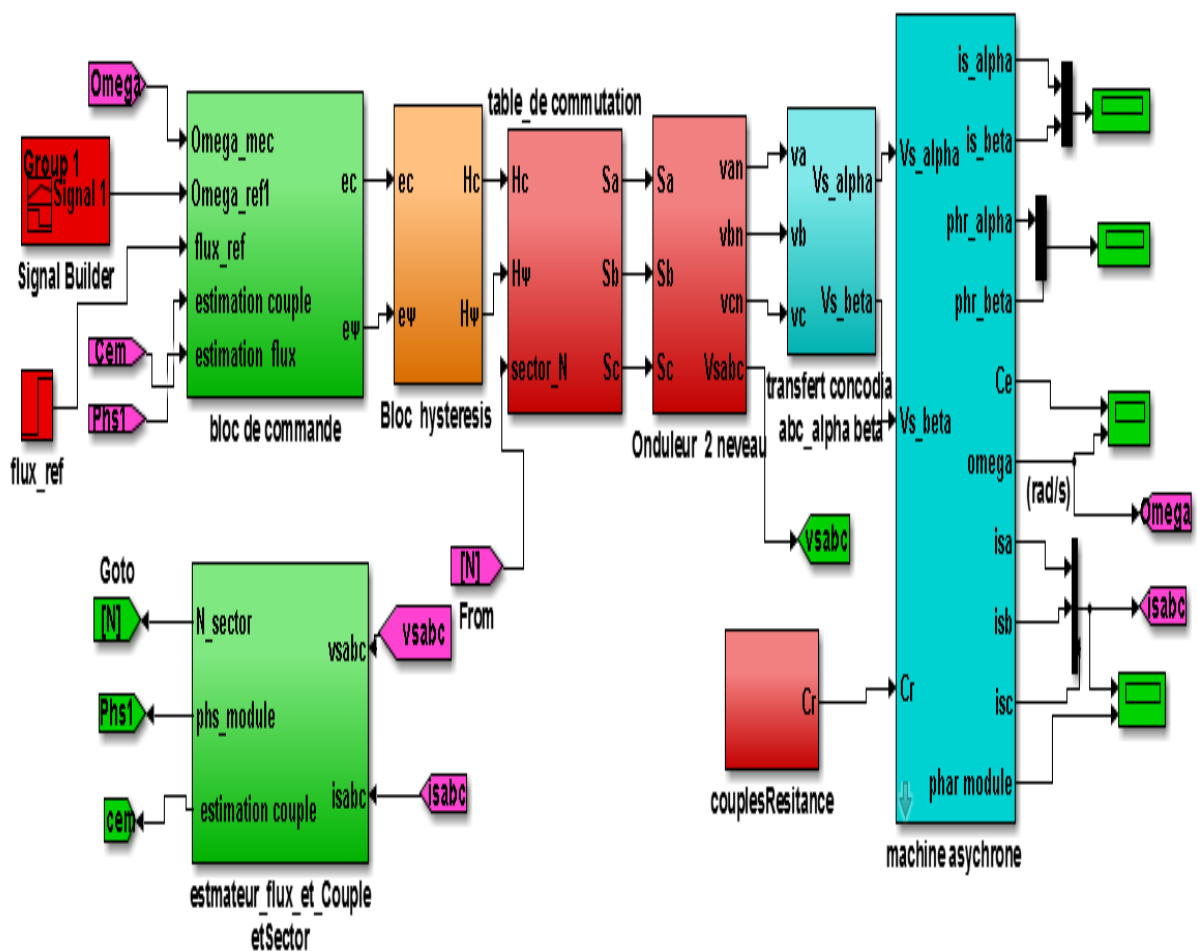 Omega
Group 1
Signal 1
Signal Builder
flux_ref
Cem
Phs1
Omega_mec
Omega_ref1
flux_ref
estimation couple
estimation flux
ec
eψ
bloc de commande
ec
eψ
Hc
Hψ
Bloc hysteresis
table_de commutation
Hc
Hψ
sector_N
Sa
Sb
Sc
Sa
Sb
Sc
van
vbn
vcn
Vsabc
Onduleur 2 neveau
va
vb
vc
Vs_alpha
Vs_beta
transfert concodia
abc_alpha beta
Vs_alpha
Vs_beta
Cr
is_alpha
is_beta
phr_alpha
phr_beta
Ce
omega
(rad/s)
isa
isb
isc
phar module
machine asychrone
Omega
isabc
vsabc
[N]
From
Goto
[N]
Phs1
cem
N_sector
phs_module
estimation couple
vsabc
isabc
vsabc
isabc
estmateur_flux_et_Couple
etSector
Cr
couplesResitance